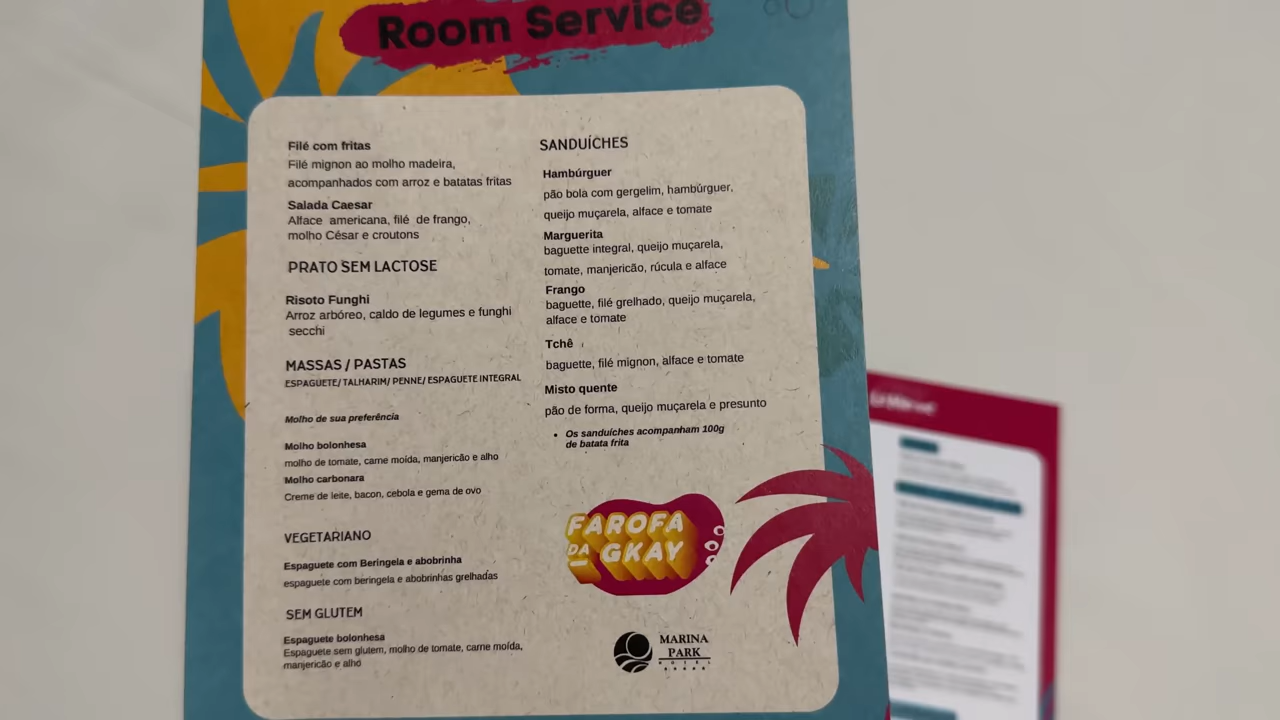 Room Service
Filé com fritas
Filé mignon ao molho madeira,
acompanhados com arroz e batatas fritas
Salada Caesar
Alface americana, filé de frango,
molho César e croutons
PRATO SEM LACTOSE
Risoto Funghi
Arroz arbóreo, caldo de legumes e funghi
secchi
MASSAS / PASTAS
ESPAGUETE/ TALHARIM/ PENNE/ ESPAGUETE INTEGRAL
Molho de sua preferência
Molho bolonhesa
molho de tomate, carne moída, manjericão e alho
Molho carbonara
Creme de leite, bacon, cebola e gema de ovo
VEGETARIANO
Espaguete com Beringela e abobrinha
espaguete com beringela e abobrinhas grelhadas
SEM GLUTEM
Espaguete bolonhesa
Espaguete sem glutem, molho de tomate, carne moída,
manjericão e alho
SANDUÍCHES
Hambúrguer
pão bola com gergelim, hambúrguer,
queijo muçarela, alface e tomate
Marguerita
baguette integral, queijo muçarela,
tomate, manjericão, rúcula e alface
Frango
baguette, filé grelhado, queijo muçarela,
alface e tomate
Tchê
baguette, filé mignon, alface e tomate
Misto quente
pão de forma, queijo muçarela e presunto
• Os sanduíches acompanham 100g
de batata frita
FAROFA
DA GKAY
MARINA
PARK
HOTEL